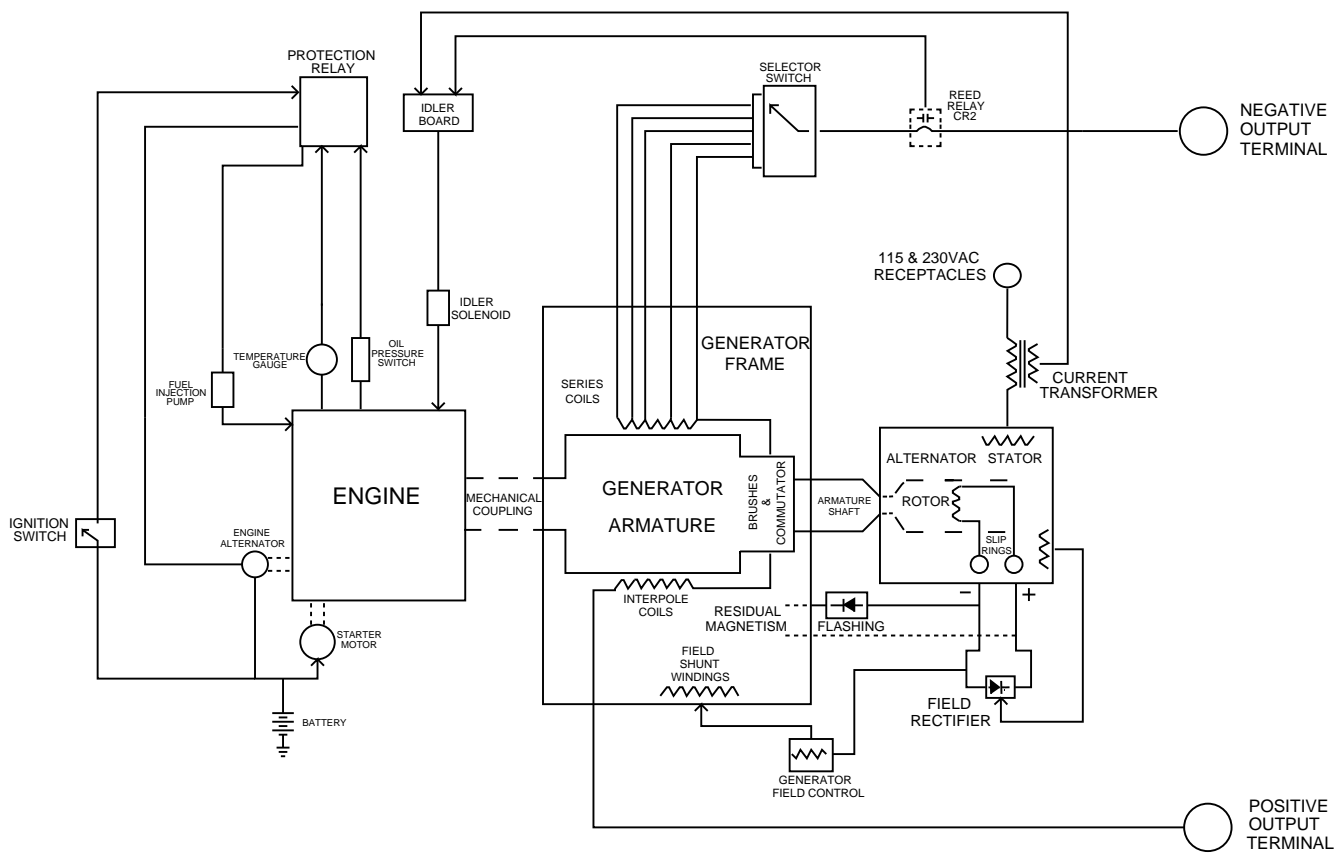 PROTECTION
RELAY
IDLER
BOARD
SELECTOR
SWITCH
REED
RELAY
CR2
NEGATIVE
OUTPUT
TERMINAL
115 & 230VAC
RECEPTACLES
IDLER
SOLENOID
OIL
PRESSURE
SWITCH
TEMPERATURE
GAUGE
FUEL
INJECTION
PUMP
GENERATOR
FRAME
SERIES
COILS
CURRENT
TRANSFORMER
ALTERNATOR
STATOR
ENGINE
MECHANICAL
COUPLING
GENERATOR
ARMATURE
BRUSHES
&
COMMUTATOR
ARMATURE
SHAFT
ROTOR
SLIP
RINGS
IGNITION
SWITCH
ENGINE
ALTERNATOR
INTERPOLE
COILS
RESIDUAL
MAGNETISM
FLASHING
–
+
STARTER
MOTOR
FIELD
SHUNT
WINDINGS
FIELD
RECTIFIER
BATTERY
GENERATOR
FIELD CONTROL
POSITIVE
OUTPUT
TERMINAL